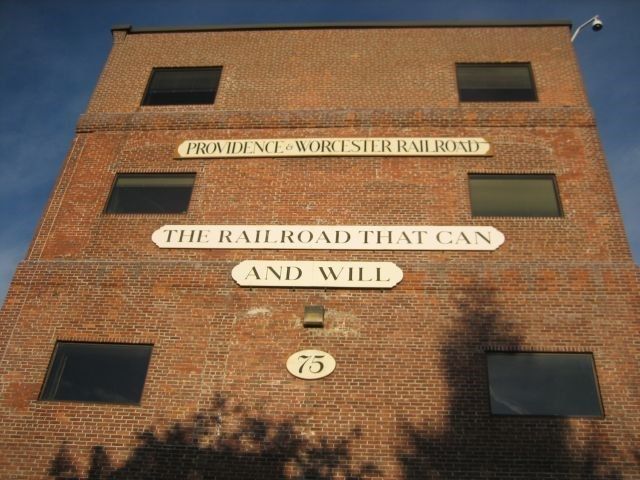 PROVIDENCE & WORCESTER RAILROAD
THE RAILROAD THAT CAN
AND WILL
75